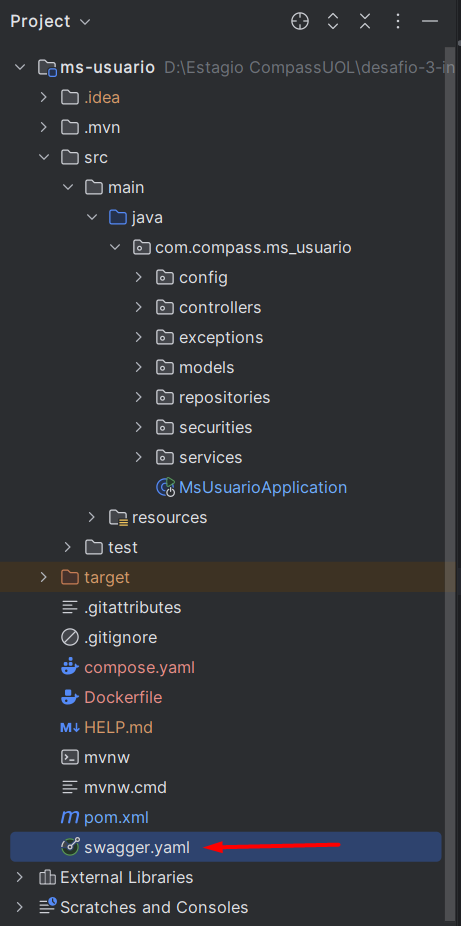 Project
ms-usuario D:\Estagio CompassUOL\desafio-3-in
.idea
.mvn
src
main
java
com.compass.ms_usuario
config
controllers
exceptions
models
repositories
securities
services
MsUsuarioApplication
resources
test
target
.gitattributes
.gitignore
compose.yaml
Dockerfile
M↓ HELP.md
mvnw
mvnw.cmd
m pom.xml
swagger.yaml
External Libraries
Scratches and Consoles